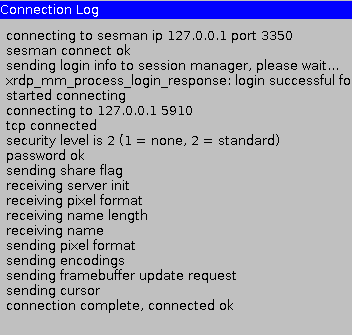 Connection Log
connecting to sesman ip 127.0.0.1 port 3350
sesman connect ok
sending login info to session manager, please wait...
xrdp_mm_process_login_response: login successful fo
started connecting
connecting to 127.0.0.1 5910
tcp connected
security level is 2 (1 = none, 2 = standard)
password ok
sending share flag
receiving server init
receiving pixel format
receiving name length
receiving name
sending pixel format
sending encodings
sending framebuffer update request
sending cursor
connection complete, connected ok